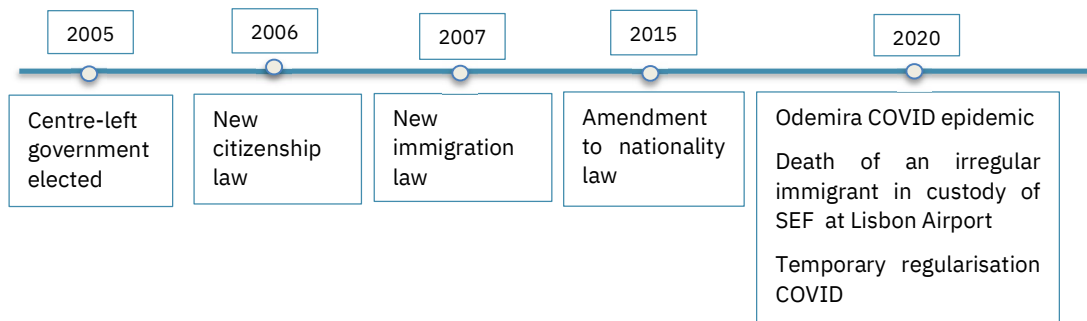 2005
2006
2007
2015
2020
Centre-left
government
elected
New
citizenship
law
New
immigration
law
Amendment
to nationality
law
Odemira COVID epidemic
Death of an irregular
immigrant in custody of
SEF at Lisbon Airport
Temporary regularisation
COVID